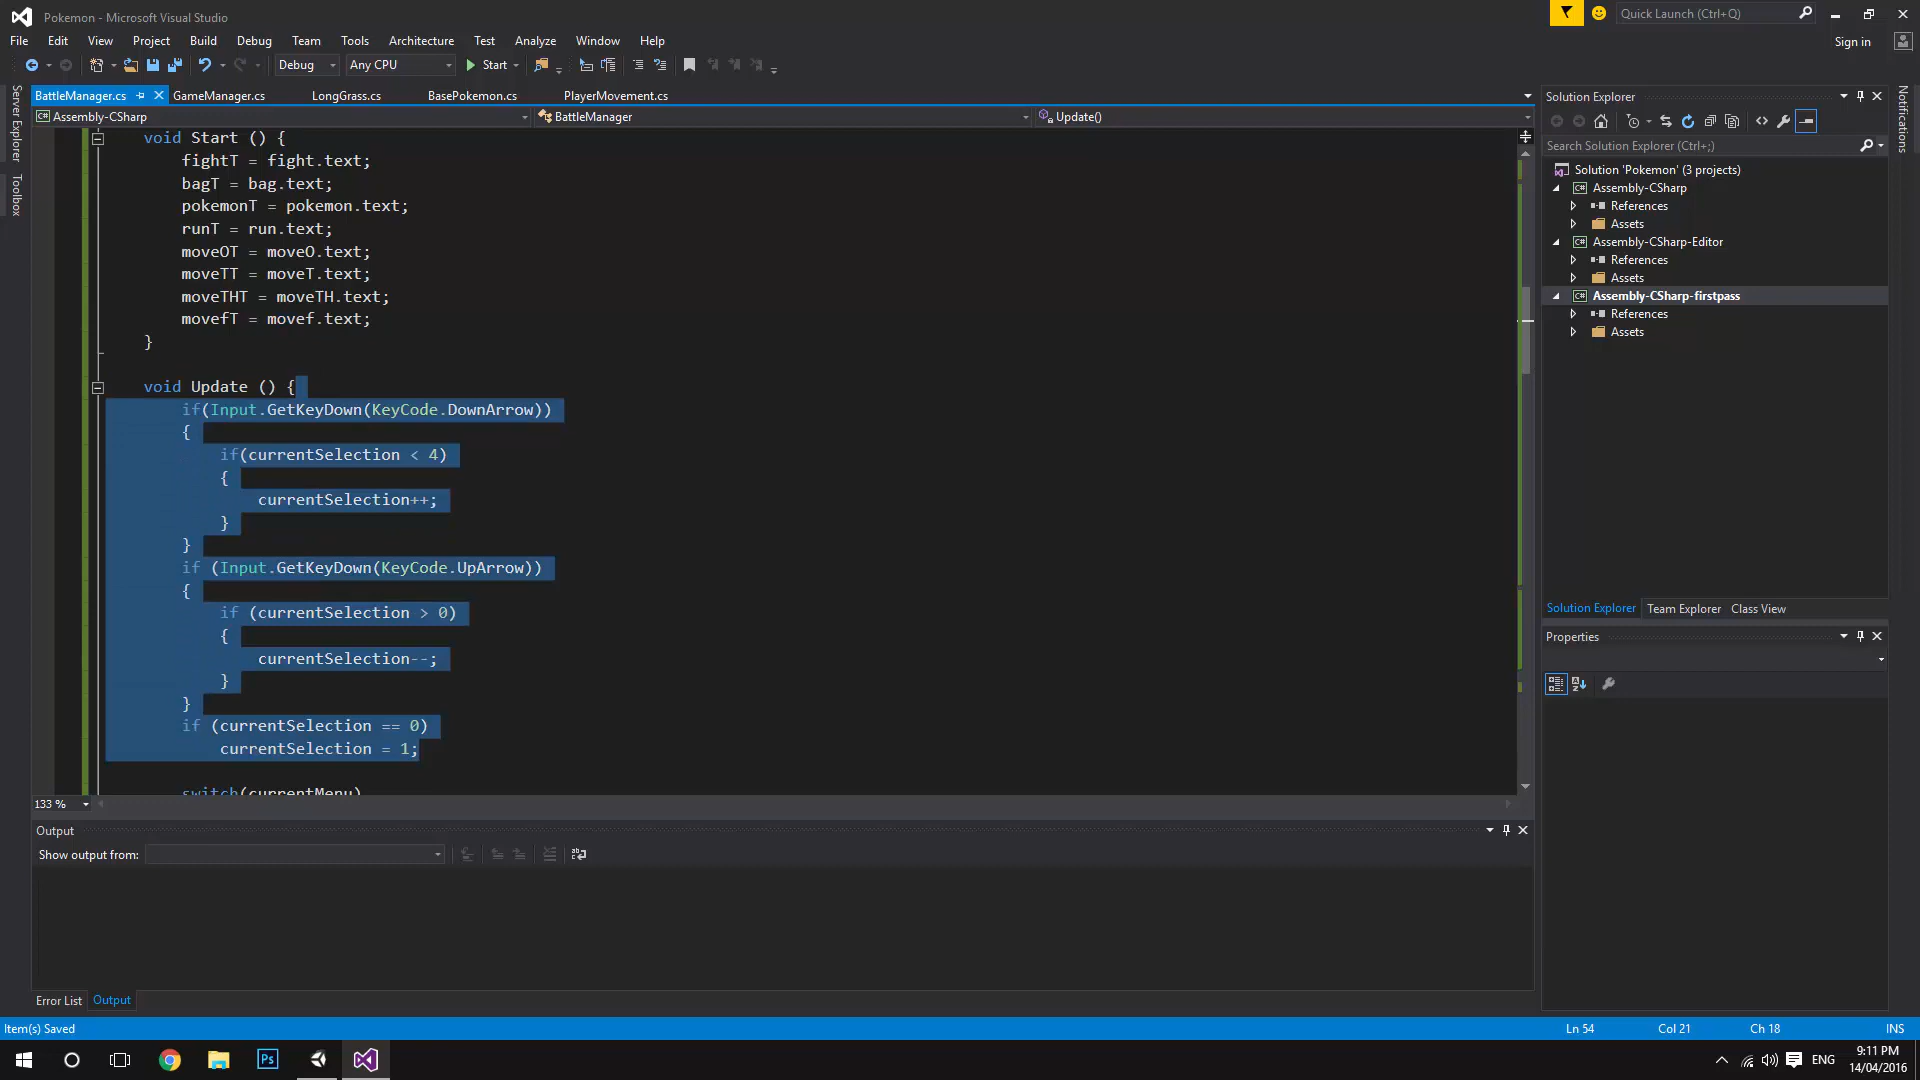 Pokemon - Microsoft Visual Studio
Quick Launch (Ctrl+Q)
File Edit View Project Build Debug Team Tools Architecture Test Analyze Window Help
Sign in
Debug Any CPU Start
BattleManager.cs GameManager.cs LongGrass.cs BasePokemon.cs PlayerMovement.cs
Assembly-CSharp BattleManager Update()
Server Explorer
Toolbox
Notifications
void Start () {
fightT = fight.text;
bagT = bag.text;
pokemonT = pokemon.text;
runT = run.text;
moveOT = moveO.text;
moveTT = moveT.text;
moveTHT = moveTH.text;
movefT = movef.text;
}
void Update () {
if(Input.GetKeyDown(KeyCode.DownArrow))
{
if(currentSelection < 4)
{
currentSelection++;
}
}
if (Input.GetKeyDown(KeyCode.UpArrow))
{
if (currentSelection > 0)
{
currentSelection--;
}
}
if (currentSelection == 0)
currentSelection = 1;
switch(currentMenu)
133 %
Output
Show output from:
Error List Output
Solution Explorer
Search Solution Explorer (Ctrl+;)
Solution 'Pokemon' (3 projects)
Assembly-CSharp
References
Assets
Assembly-CSharp-Editor
References
Assets
Assembly-CSharp-firstpass
References
Assets
Solution Explorer Team Explorer Class View
Properties
Item(s) Saved Ln 54 Col 21 Ch 18 INS
Ps
ENG
9:11 PM
14/04/2016